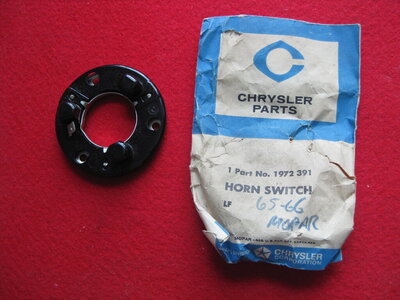 CHRYSLER
PARTS
1 Part No. 1972 391
HORN SWITCH
LF 65-66
MOPAR
CHRYSLER
CORPORATION